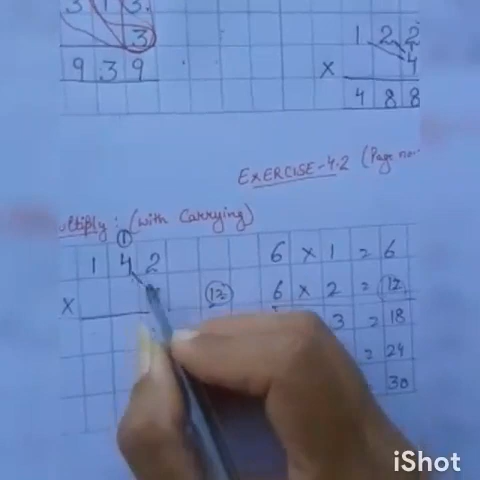 3 1 3
3
9 3 9
1 2 2
x 4
4 8 8
EXERCISE-4.2 (Page no.
ultiply: (with Carrying)
1
1 4 2
x
12
6 x 1 = 6
6 x 2 = 12
3 = 18
= 24
30
iShot